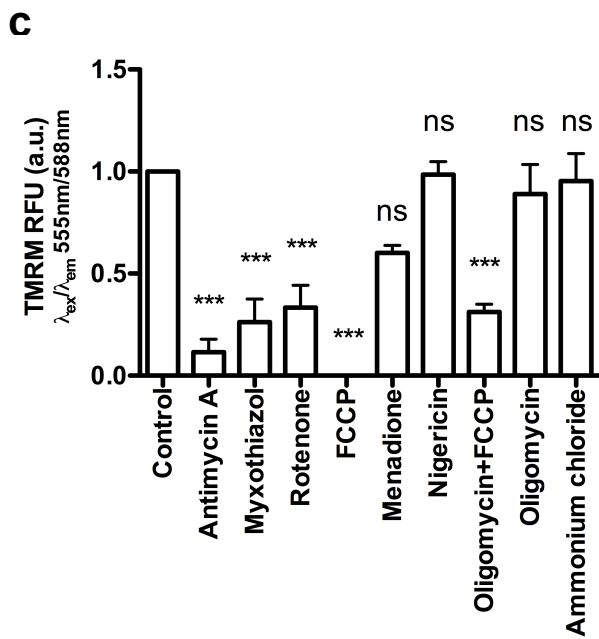 c
TMRM RFU (a.u.)
λex/λem 555nm/588nm
1.5
1.0
0.5
0.0
***
***
***
***
ns
ns
***
ns
ns
Control
Antimycin A
Myxothiazol
Rotenone
FCCP
Menadione
Nigericin
Oligomycin+FCCP
Oligomycin
Ammonium chloride